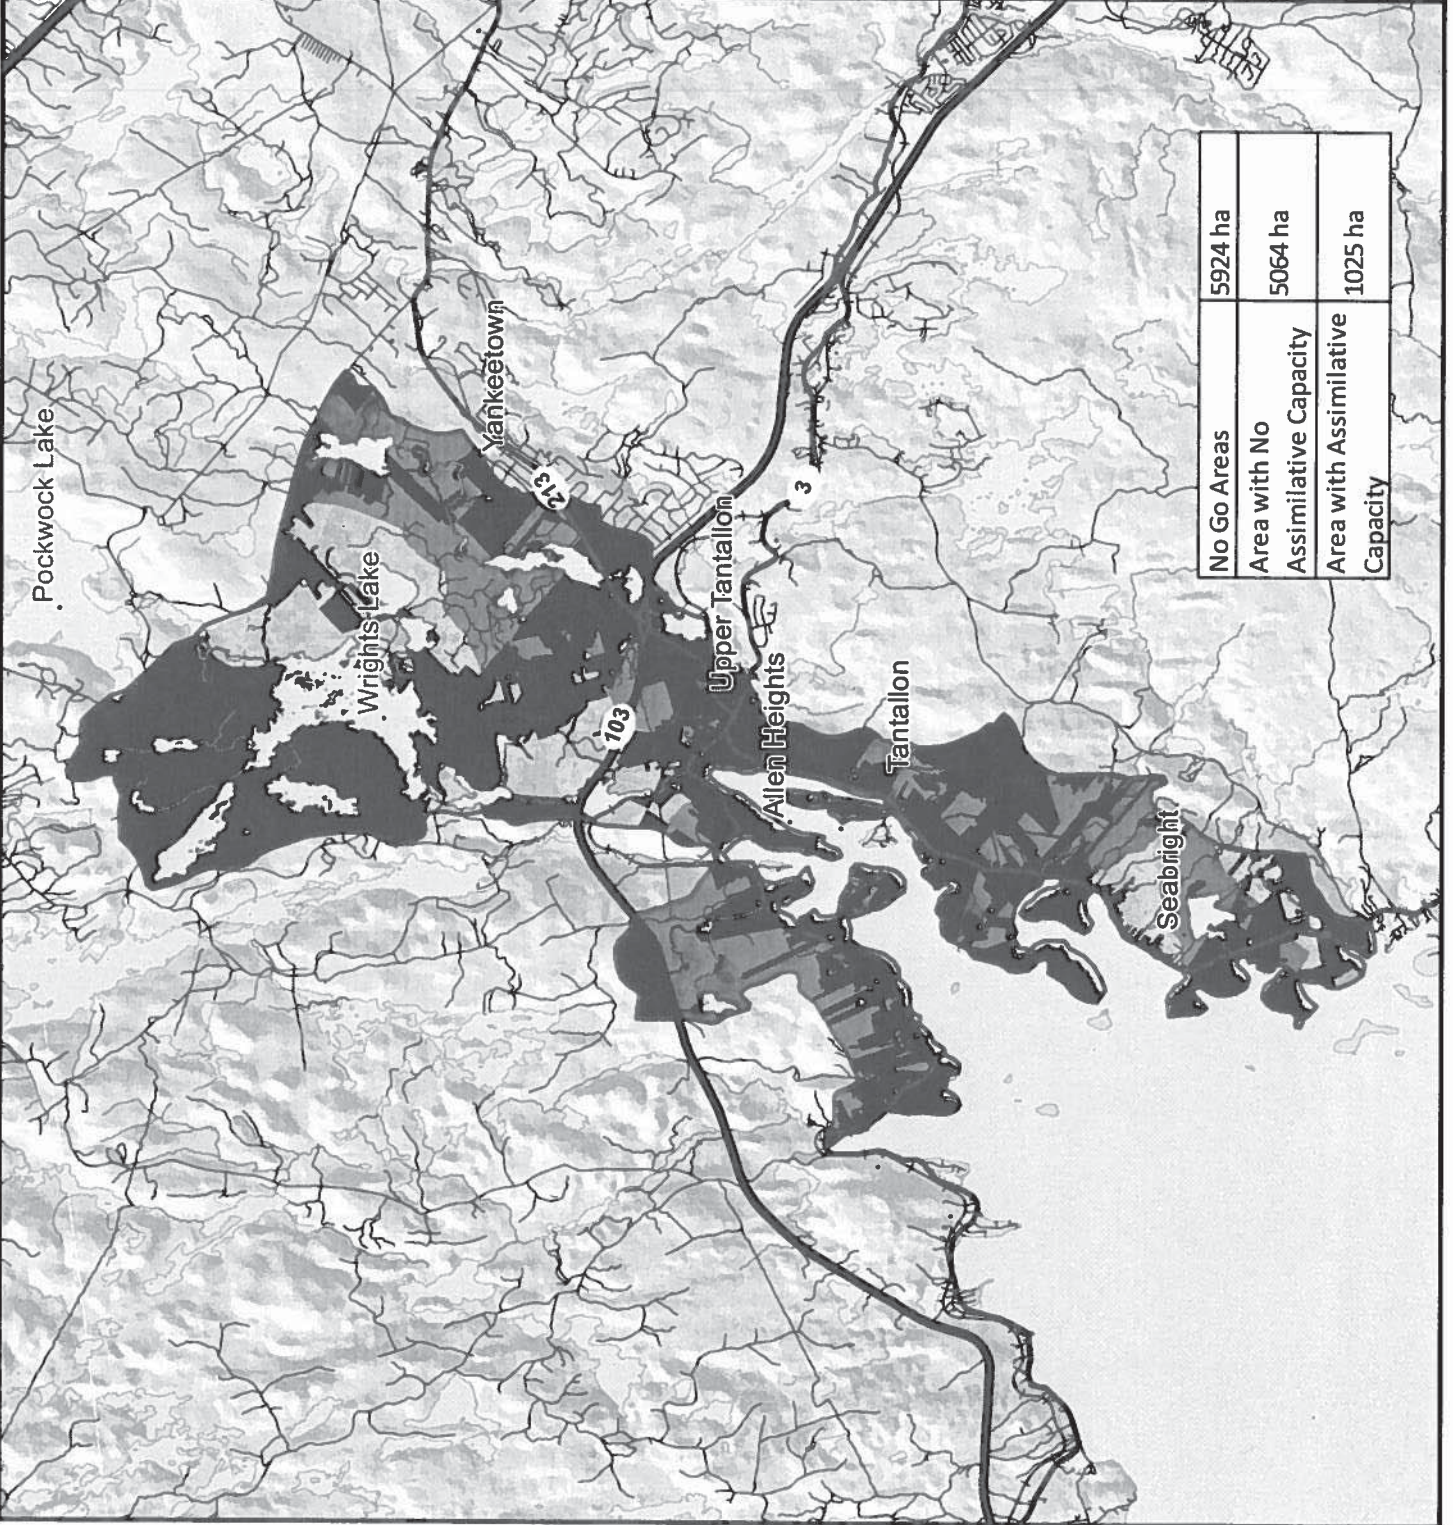 Pockwock Lake
Wrights Lake
Yankeetown
213
103
Upper Tantallon
3
Allen Heights
Tantallon
Seabright
No Go Areas 5924 ha
Area with No
Assimilative Capacity 5064 ha
Area with Assimilative
Capacity 1025 ha